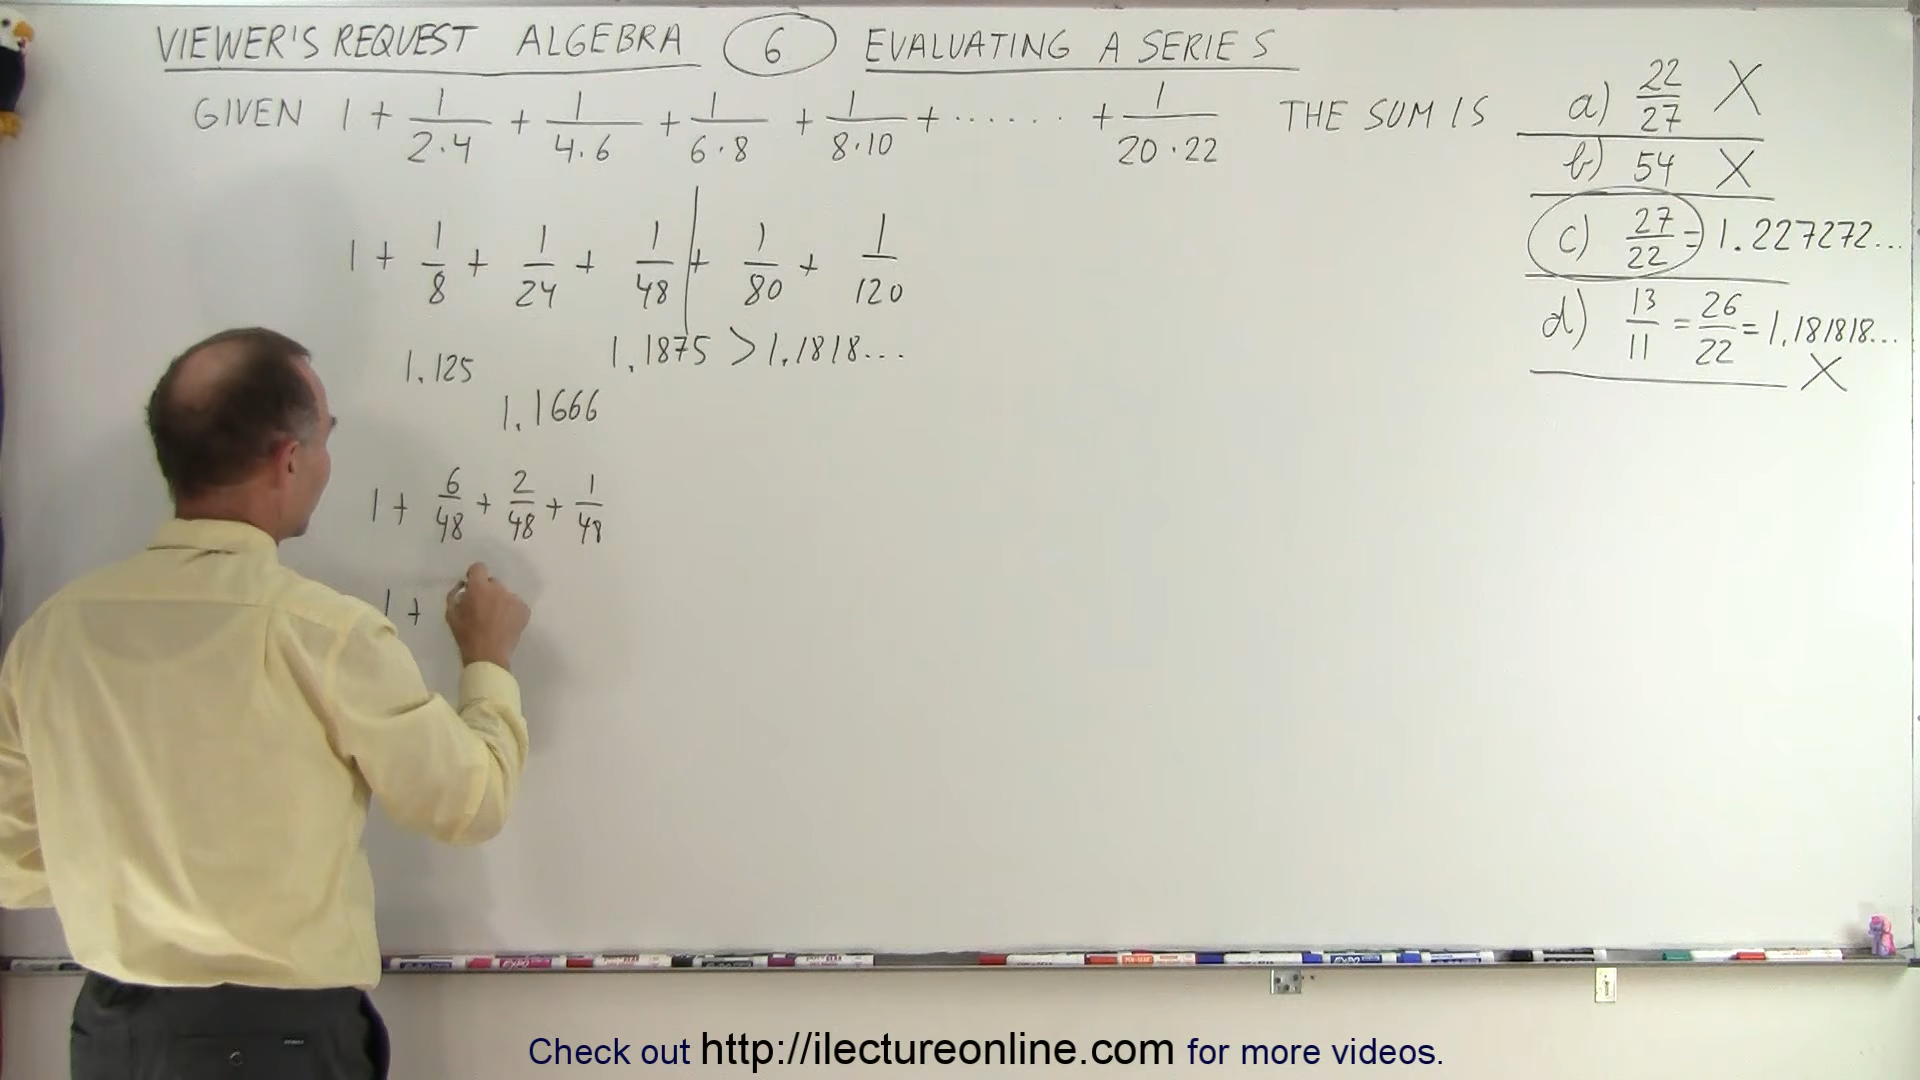 VIEWER'S REQUEST ALGEBRA 6 EVALUATING A SERIES
GIVEN 1 + 1/(2·4) + 1/(4·6) + 1/(6·8) + 1/(8·10) + ...... + 1/(20·22) THE SUM IS
a) 22/27 X
b) 54 X
c) 27/22 = 1.227272...
d) 13/11 = 26/22 = 1.181818... X
1 + 1/8 + 1/24 + 1/48 + 1/80 + 1/120
1.125
1.1666
1.1875 > 1.1818...
1 + 6/48 + 2/48 + 1/48
1 +
EXPO
Check out http://ilectureonline.com for more videos.